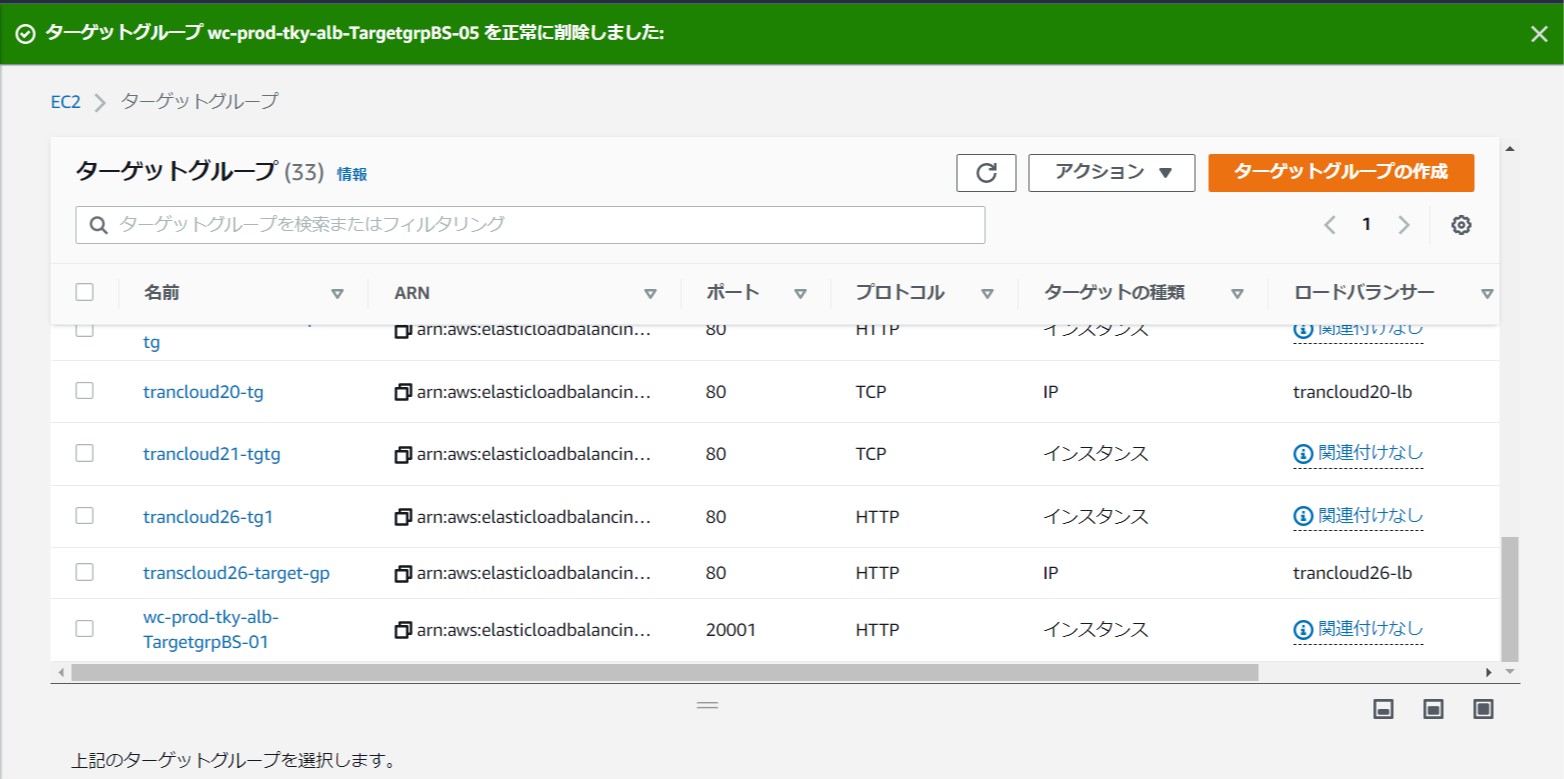 ターゲットグループ wc-prod-tky-alb-TargetgrpBS-05 を正常に削除しました:
EC2 ターゲットグループ
ターゲットグループ (33) 情報
アクション ターゲットグループの作成
ターゲットグループを検索またはフィルタリング
1
名前 ARN ポート プロトコル ターゲットの種類 ロードバランサー
arn:aws:elasticloadbalancin... 80 HTTP インスタンス 関連付けなし
tg
trancloud20-tg arn:aws:elasticloadbalancin... 80 TCP IP trancloud20-lb
trancloud21-tgtg arn:aws:elasticloadbalancin... 80 TCP インスタンス 関連付けなし
trancloud26-tg1 arn:aws:elasticloadbalancin... 80 HTTP インスタンス 関連付けなし
transcloud26-target-gp arn:aws:elasticloadbalancin... 80 HTTP IP trancloud26-lb
wc-prod-tky-alb-
TargetgrpBS-01 arn:aws:elasticloadbalancin... 20001 HTTP インスタンス 関連付けなし
上記のターゲットグループを選択します。